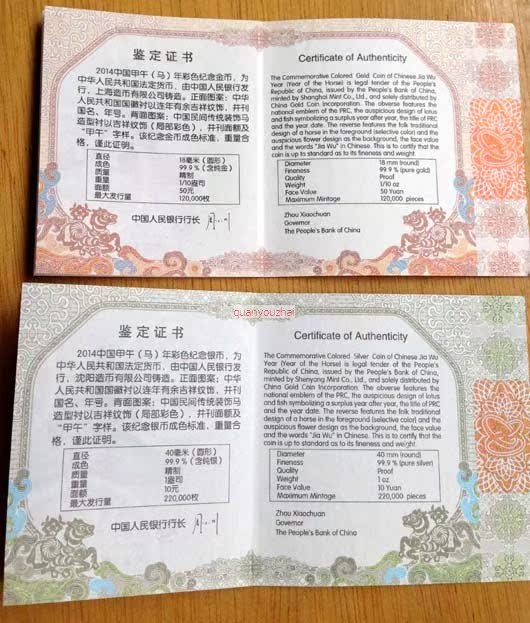 鉴定证书
2014中国甲午（马）年彩色纪念金币，为
中华人民共和国法定货币，由中国人民银行发
行，上海造币有限公司铸造。正面图案：中华
人民共和国国徽衬以连年有余吉祥纹饰，并刊
国名、年号。背面图案：中国民间传统装饰马
造型衬以吉祥纹饰（局部彩色），并刊面额及
“甲午”字样。该纪念金币成色标准，重量合
格，谨此证明。
直径 18毫米（圆形）
成色 99.9％（含纯金）
质量 精制
重量 1/10盎司
面额 50元
最大发行量 120,000枚
中国人民银行行长
Certificate of Authenticity
The Commemorative Colored Gold Coin of Chinese Jia Wu
Year (Year of the Horse) is legal tender of the People's
Republic of China, issued by the People's Bank of China,
minted by Shanghai Mint Co., Ltd., and solely distributed by
China Gold Coin Incorporation. The obverse features the
national emblem of the PRC, the auspicious design of lotus
and fish symbolizing a surplus year after year, the title of PRC
and the year date. The reverse features the folk traditional
design of a horse in the foreground (selective color) and the
auspicious flower design as the background, the face value
and the words "Jia Wu" in Chinese. This is to certify that the
coin is up to standard as to its fineness and weight.
Diameter 18 mm (round)
Fineness 99.9 % (pure gold)
Quality Proof
Weight 1/10 oz
Face Value 50 Yuan
Maximum Mintage 120,000 pieces
Zhou Xiaochuan
Governor
The People's Bank of China
quanyouzhai
鉴定证书
2014中国甲午（马）年彩色纪念银币，为
中华人民共和国法定货币，由中国人民银行发
行，沈阳造币有限公司铸造。正面图案：中华
人民共和国国徽衬以连年有余吉祥纹饰，并刊
国名、年号。背面图案：中国民间传统装饰马
造型衬以吉祥纹饰（局部彩色），并刊面额及
“甲午”字样。该纪念银币成色标准，重量合
格，谨此证明。
直径 40毫米（圆形）
成色 99.9％（含纯银）
质量 精制
重量 1盎司
面额 10元
最大发行量 220,000枚
中国人民银行行长
Certificate of Authenticity
The Commemorative Colored Silver Coin of Chinese Jia Wu
Year (Year of the Horse) is legal tender of the People's
Republic of China, issued by the People's Bank of China,
minted by Shenyang Mint Co., Ltd., and solely distributed by
China Gold Coin Incorporation. The obverse features the
national emblem of the PRC, the auspicious design of lotus
and fish symbolizing a surplus year after year, the title of PRC
and the year date. The reverse features the folk traditional
design of a horse in the foreground (selective color) and the
auspicious flower design as the background, the face value
and the words "Jia Wu" in Chinese. This is to certify that the
coin is up to standard as to its fineness and weight.
Diameter 40 mm (round)
Fineness 99.9 % (pure silver)
Quality Proof
Weight 1 oz
Face Value 10 Yuan
Maximum Mintage 220,000 pieces
Zhou Xiaochuan
Governor
The People's Bank of China